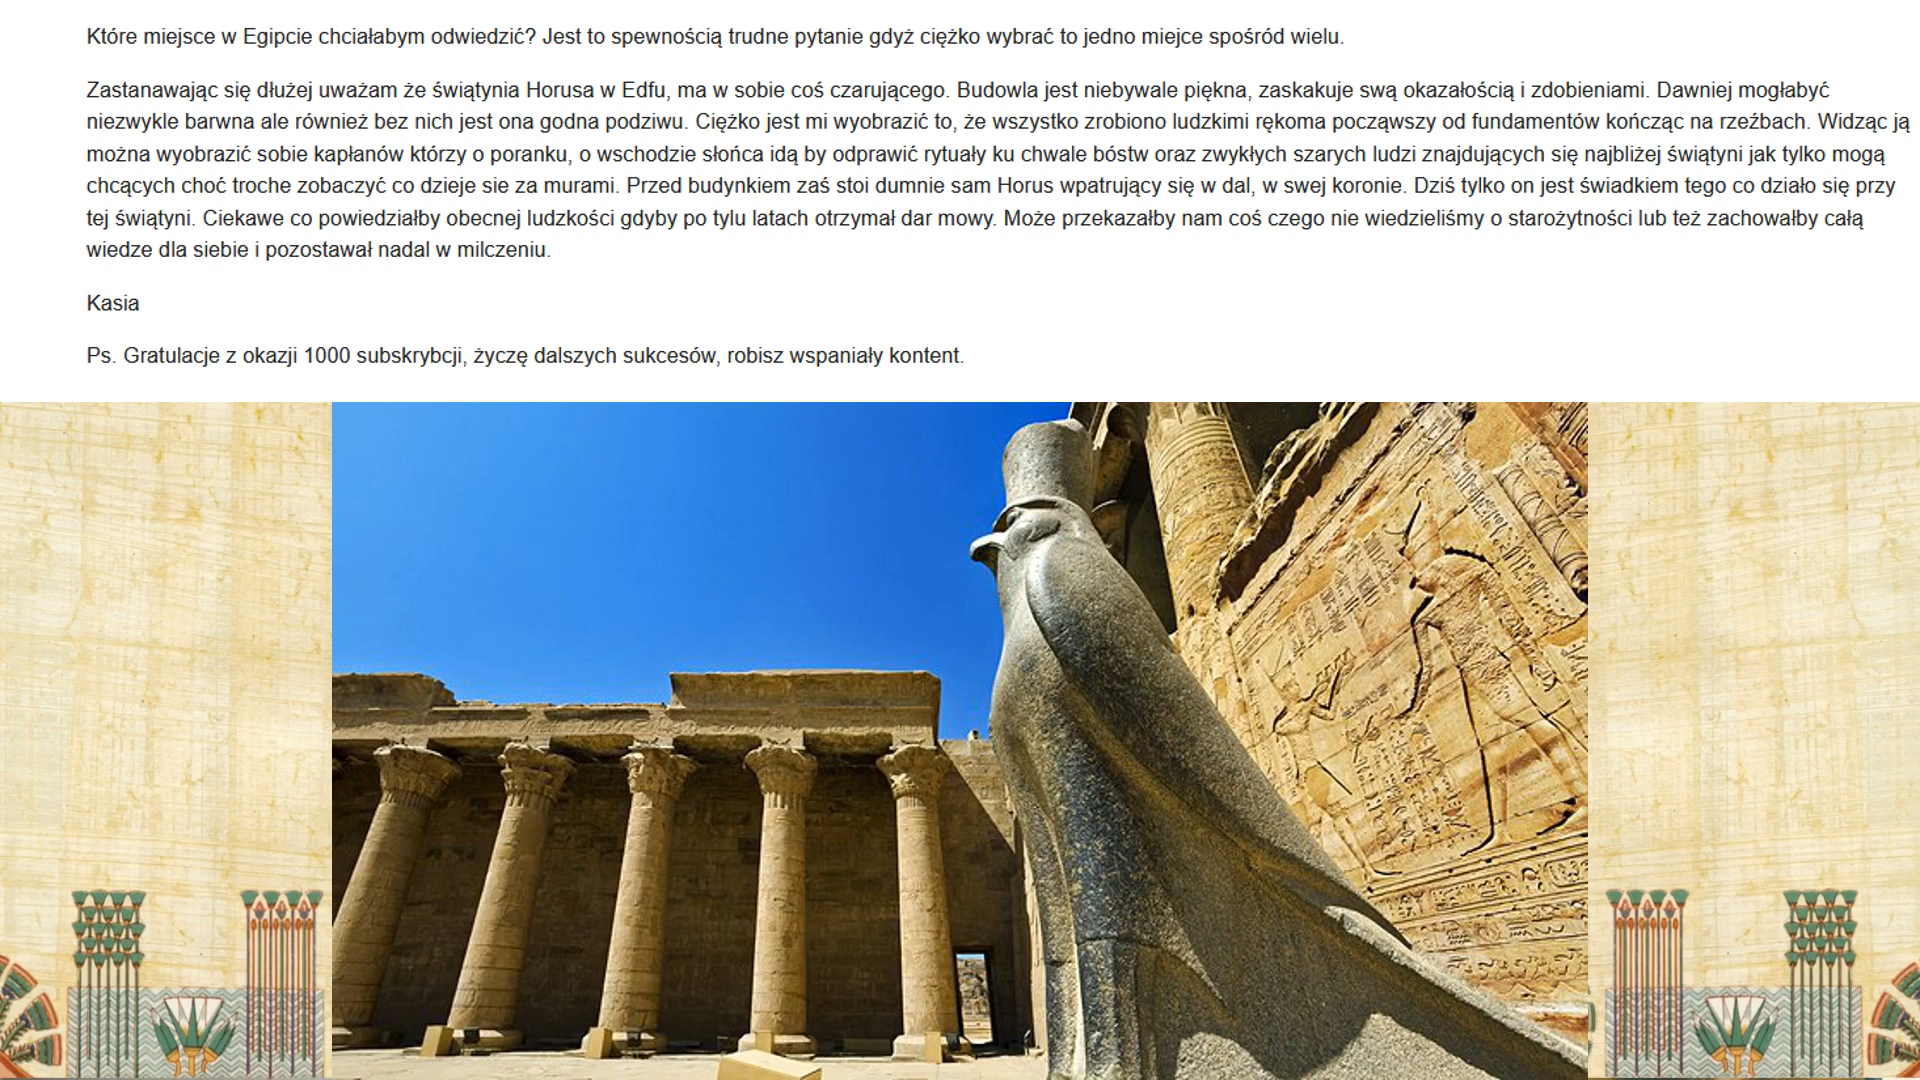 Które miejsce w Egipcie chciałabym odwiedzić? Jest to spewnością trudne pytanie gdyż ciężko wybrać to jedno miejce spośród wielu.
Zastanawając się dłużej uważam że świątynia Horusa w Edfu, ma w sobie coś czarującego. Budowla jest niebywale piękna, zaskakuje swą okazałością i zdobieniami. Dawniej mogłabyć
niezwykle barwna ale również bez nich jest ona godna podziwu. Ciężko jest mi wyobrazić to, że wszystko zrobiono ludzkimi rękoma począwszy od fundamentów kończąc na rzeźbach. Widząc ją
można wyobrazić sobie kapłanów którzy o poranku, o wschodzie słońca idą by odprawić rytuały ku chwale bóstw oraz zwykłych szarych ludzi znajdujących się najbliżej świątyni jak tylko mogą
chcących choć troche zobaczyć co dzieje sie za murami. Przed budynkiem zaś stoi dumnie sam Horus wpatrujący się w dal, w swej koronie. Dziś tylko on jest świadkiem tego co działo się przy
tej świątyni. Ciekawe co powiedziałby obecnej ludzkości gdyby po tylu latach otrzymał dar mowy. Może przekazałby nam coś czego nie wiedzieliśmy o starożytności lub też zachowałby całą
wiedze dla siebie i pozostawał nadal w milczeniu.
Kasia
Ps. Gratulacje z okazji 1000 subskrybcji, życzę dalszych sukcesów, robisz wspaniały kontent.